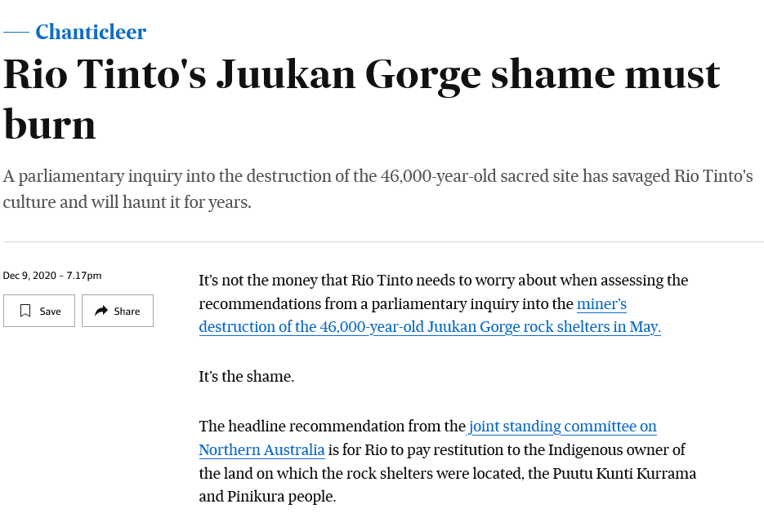 Chanticleer
Rio Tinto's Juukan Gorge shame must
burn
A parliamentary inquiry into the destruction of the 46,000-year-old sacred site has savaged Rio Tinto's
culture and will haunt it for years.
Dec 9, 2020 – 7.17pm
Save
Share
It's not the money that Rio Tinto needs to worry about when assessing the
recommendations from a parliamentary inquiry into the miner's
destruction of the 46,000-year-old Juukan Gorge rock shelters in May.
It's the shame.
The headline recommendation from the joint standing committee on
Northern Australia is for Rio to pay restitution to the Indigenous owner of
the land on which the rock shelters were located, the Puutu Kunti Kurrama
and Pinikura people.